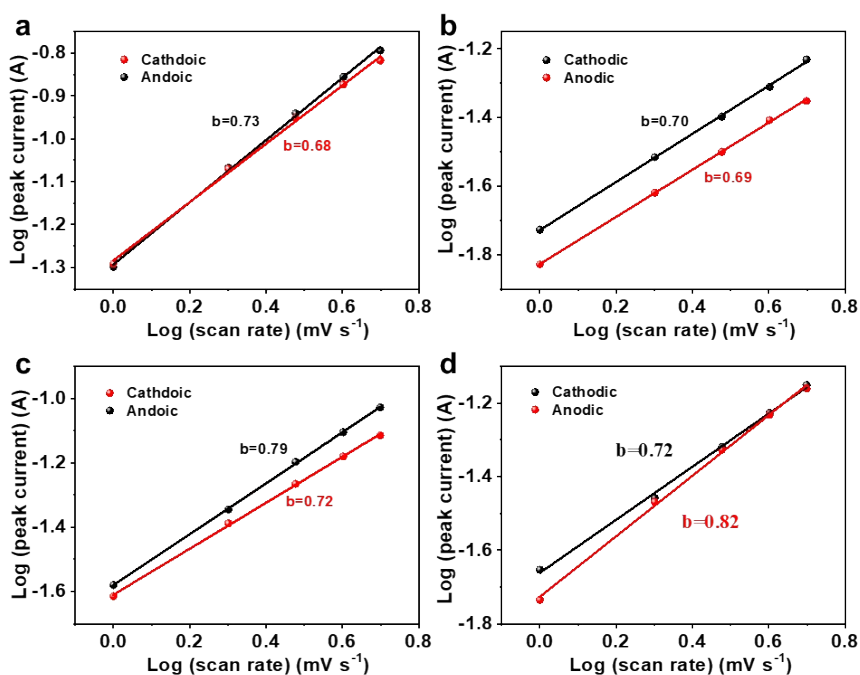 a
Cathdoic
Andoic
b=0.73
b=0.68
Log (peak current) (A)
-0.8
-0.9
-1.0
-1.1
-1.2
-1.3
0.0 0.2 0.4 0.6 0.8
Log (scan rate) (mV s⁻¹)
b
Cathodic
Anodic
b=0.70
b=0.69
Log (peak current) (A)
-1.2
-1.4
-1.6
-1.8
0.0 0.2 0.4 0.6 0.8
Log (scan rate) (mV s⁻¹)
c
Cathdoic
Andoic
b=0.79
b=0.72
Log (peak current) (A)
-1.0
-1.2
-1.4
-1.6
0.0 0.2 0.4 0.6 0.8
Log (scan rate) (mV s⁻¹)
d
Cathodic
Anodic
b=0.72
b=0.82
Log (peak current) (A)
-1.2
-1.4
-1.6
-1.8
0.0 0.2 0.4 0.6 0.8
Log (scan rate) (mV s⁻¹)